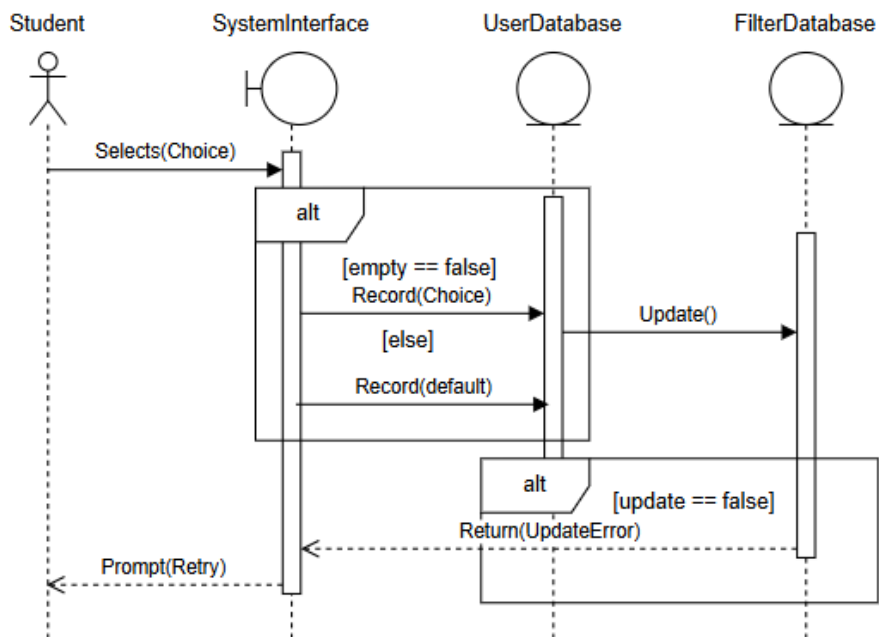 Student
SystemInterface
UserDatabase
FilterDatabase
Selects(Choice)
alt
[empty == false]
Record(Choice)
Update()
[else]
Record(default)
alt
[update == false]
Return(UpdateError)
Prompt(Retry)